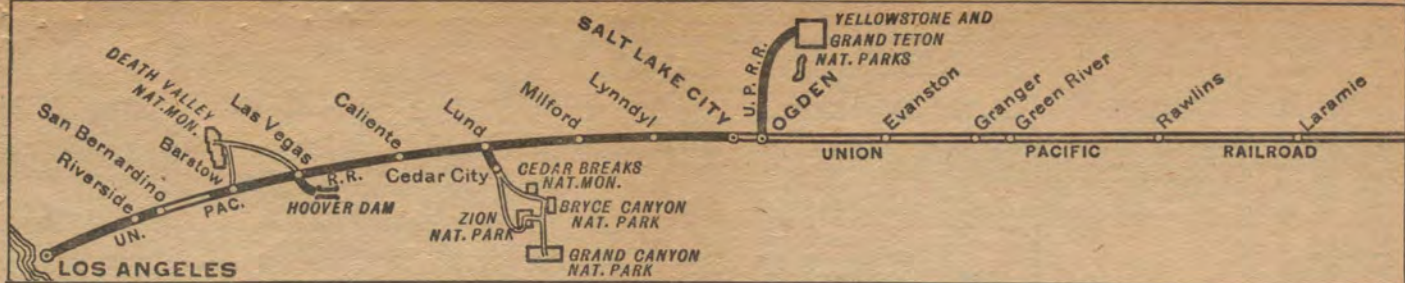 YELLOWSTONE AND
GRAND TETON
NAT. PARKS
SALT LAKE CITY
U.P.R.R.
OGDEN
Evanston
Granger
Green River
Rawlins
Laramie
UNION PACIFIC RAILROAD
DEATH VALLEY
NAT. MON.
Las Vegas
Caliente
Lund
Milford
Lynndyl
San Bernardino
Riverside
Barstow
UN. PAC. R.R.
HOOVER DAM
Cedar City
CEDAR BREAKS
NAT. MON.
BRYCE CANYON
NAT. PARK
ZION
NAT. PARK
GRAND CANYON
NAT. PARK
LOS ANGELES